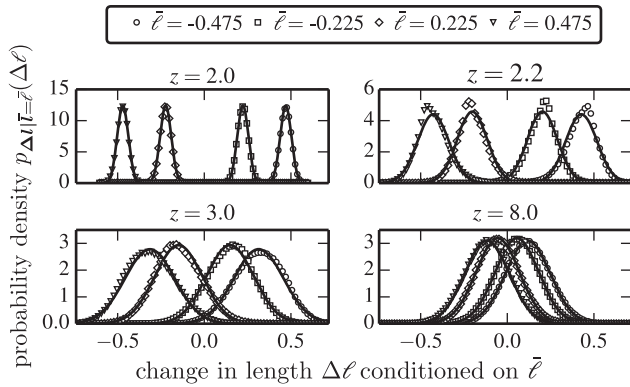 ℓ̄ = -0.475 ℓ̄ = -0.225 ℓ̄ = 0.225 ℓ̄ = 0.475
z = 2.0
z = 2.2
15
10
5
0
6
4
2
0
z = 3.0
z = 8.0
3
2
1
0.0
3
2
1
0
−0.5 0.0 0.5
−0.5 0.0 0.5
probability density p_{Δl|l̄=ℓ̄}(Δℓ)
change in length Δℓ conditioned on ℓ̄